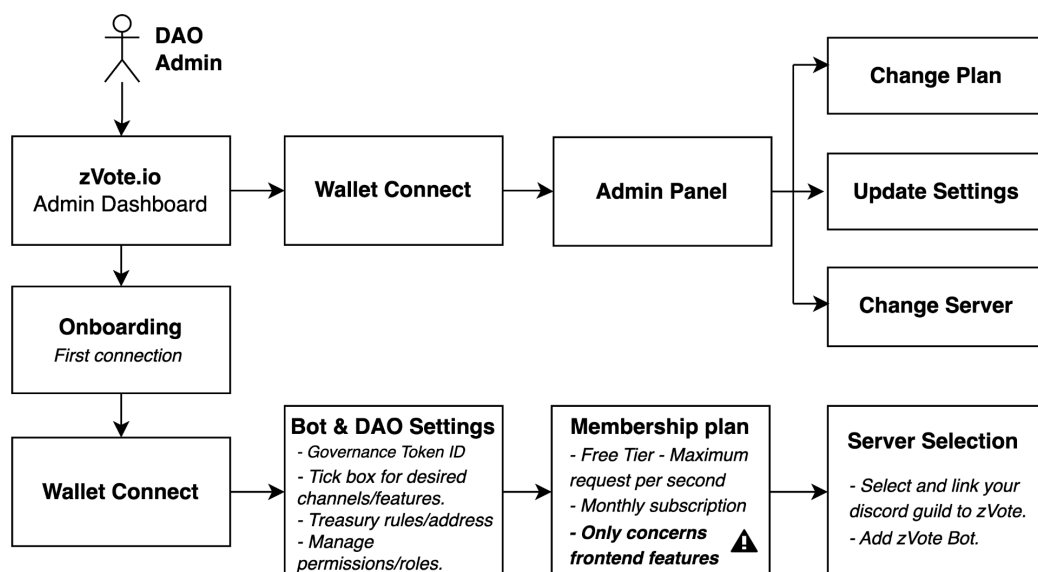 DAO
Admin
zVote.io
Admin Dashboard
Wallet Connect
Admin Panel
Change Plan
Update Settings
Change Server
Onboarding
First connection
Wallet Connect
Bot & DAO Settings
- Governance Token ID
- Tick box for desired
channels/features.
- Treasury rules/address
- Manage
permissions/roles.
Membership plan
- Free Tier - Maximum
request per second
- Monthly subscription
- Only concerns
frontend features
Server Selection
- Select and link your
discord guild to zVote.
- Add zVote Bot.